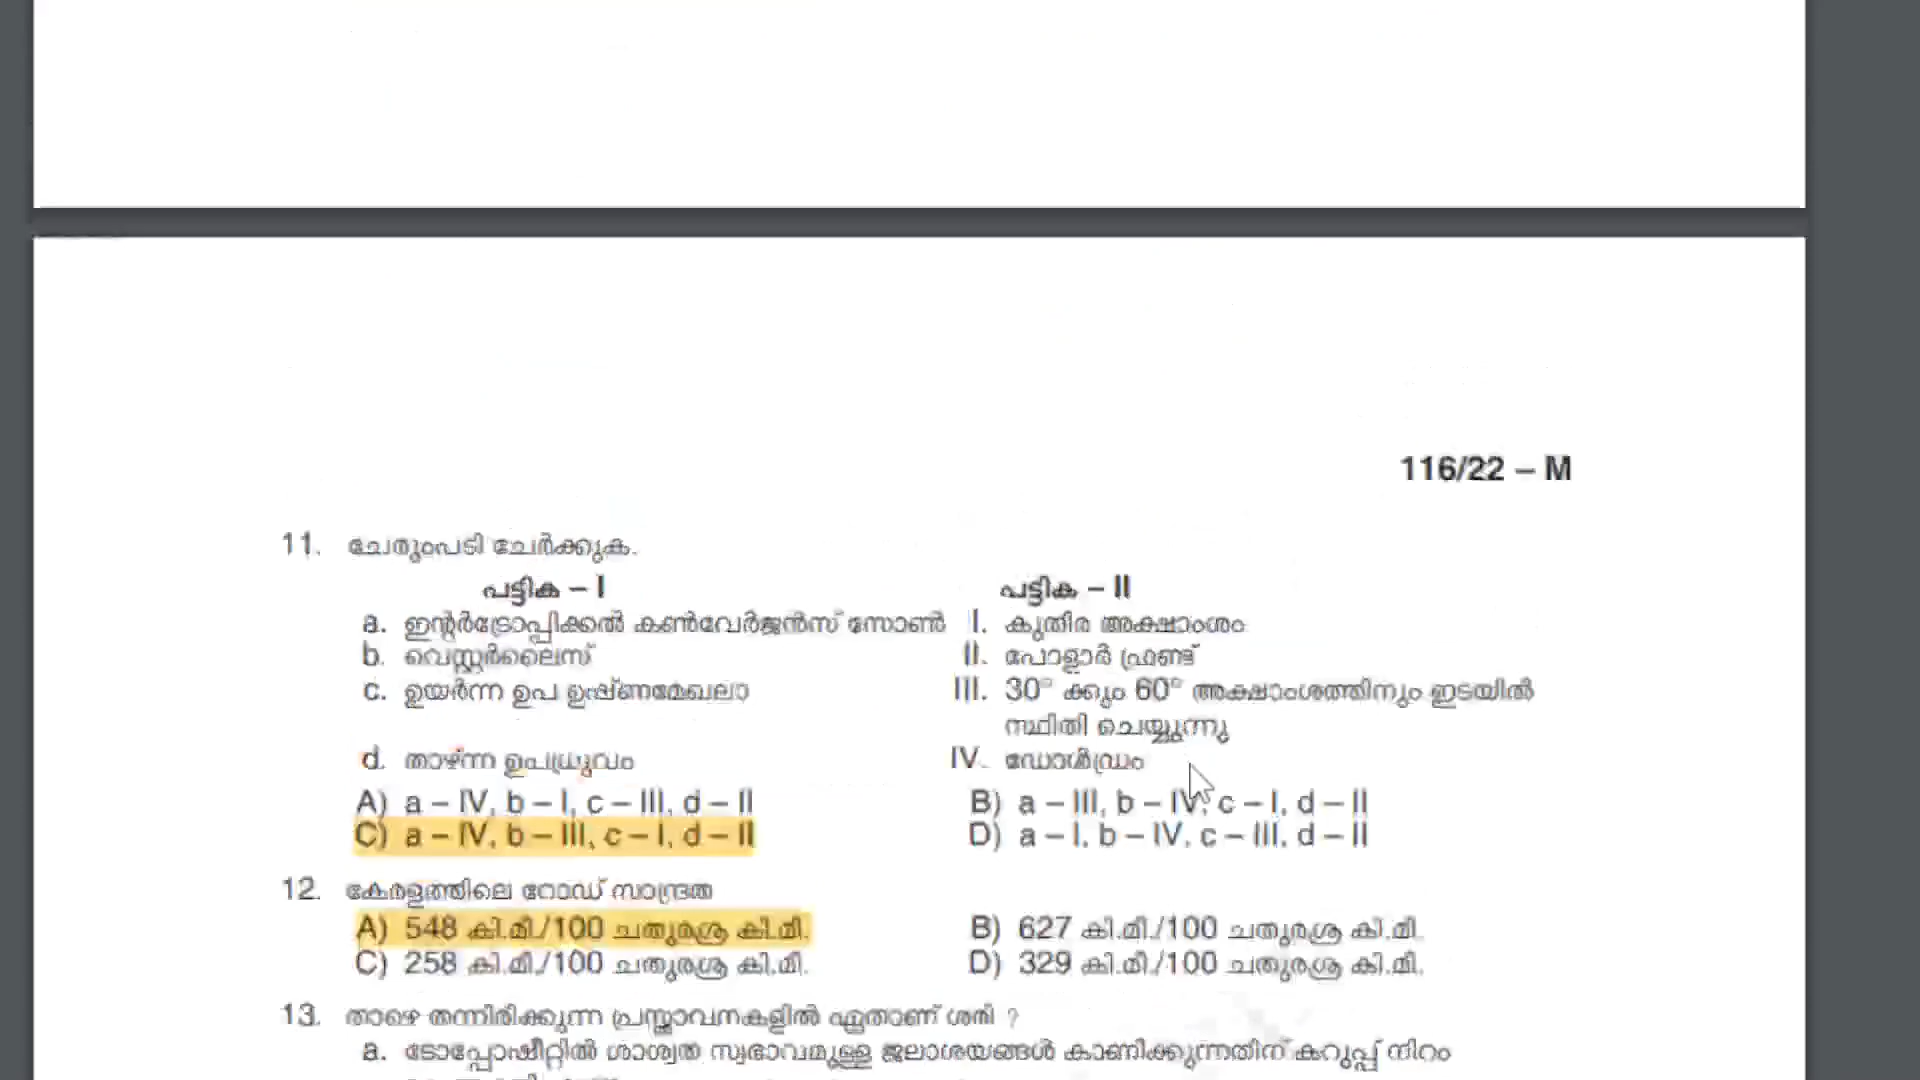 116/22 – M
11. ചേരുംപടി ചേർക്കുക.
പട്ടിക – I പട്ടിക – II
a. ഇന്റർട്രോപ്പിക്കൽ കൺവേർജൻസ് സോൺ I. കുതിര അക്ഷാംശം
b. വെസ്റ്റർലൈസ് II. പോളാർ ഫ്രണ്ട്
c. ഉയർന്ന ഉപ ഉഷ്ണമേഖലാ III. 30° ക്കും 60° അക്ഷാംശത്തിനും ഇടയിൽ
സ്ഥിതി ചെയ്യുന്നു
d. താഴ്ന്ന ഉപധ്രുവം IV. ഡോൾഡ്രം
A) a – IV, b – I, c – III, d – II B) a – III, b – IV, c – I, d – II
C) a – IV, b – III, c – I, d – II D) a – I, b – IV, c – III, d – II
12. കേരളത്തിലെ റോഡ് സാന്ദ്രത
A) 548 കി.മീ./100 ചതുരശ്ര കി.മീ. B) 627 കി.മീ./100 ചതുരശ്ര കി.മീ.
C) 258 കി.മീ./100 ചതുരശ്ര കി.മീ. D) 329 കി.മീ./100 ചതുരശ്ര കി.മീ.
13. താഴെ തന്നിരിക്കുന്ന പ്രസ്താവനകളിൽ ഏതാണ് ശരി ?
a. ടോപ്പോഷീറ്റിൽ ശാശ്വത സ്വഭാവമുള്ള ജലാശയങ്ങൾ കാണിക്കുന്നതിന് കറുപ്പ് നിറം